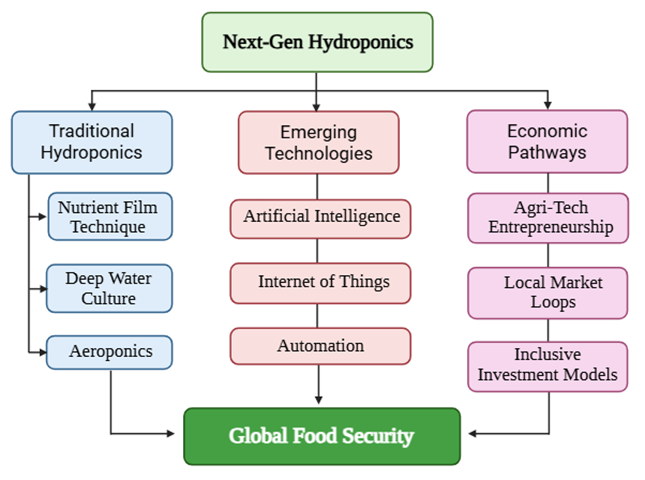 Next-Gen Hydroponics
Traditional
Hydroponics
Nutrient Film
Technique
Deep Water
Culture
Aeroponics
Emerging
Technologies
Artificial Intelligence
Internet of Things
Automation
Economic
Pathways
Agri-Tech
Entrepreneurship
Local Market
Loops
Inclusive
Investment Models
Global Food Security